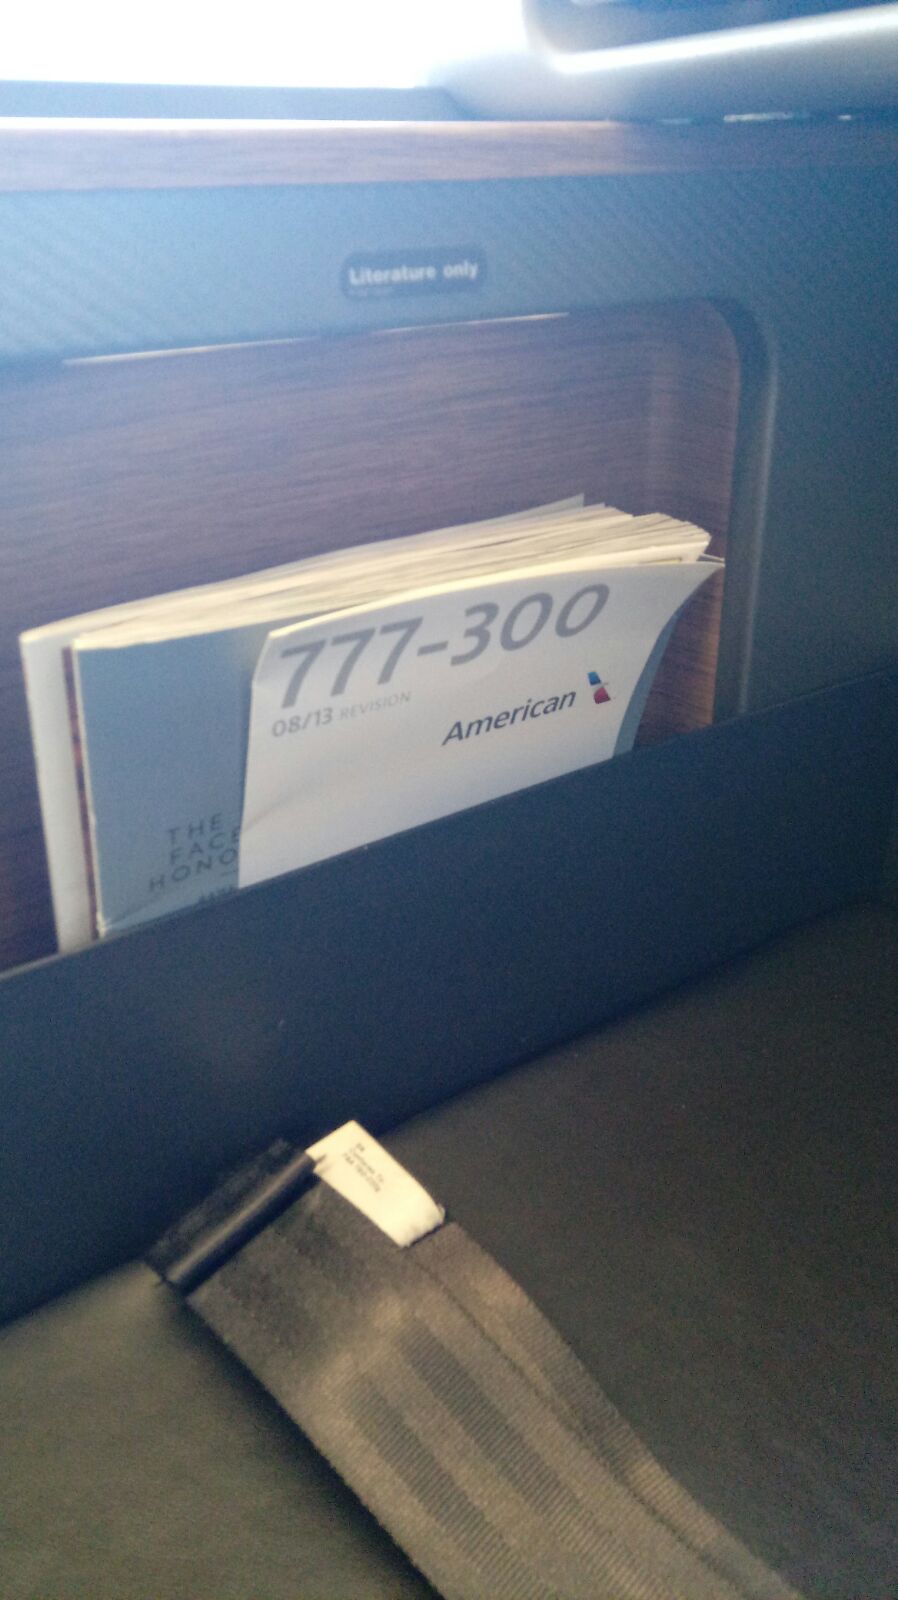 Literature only
777-300
08/13 REVISION
American
THE
FACE
HONO